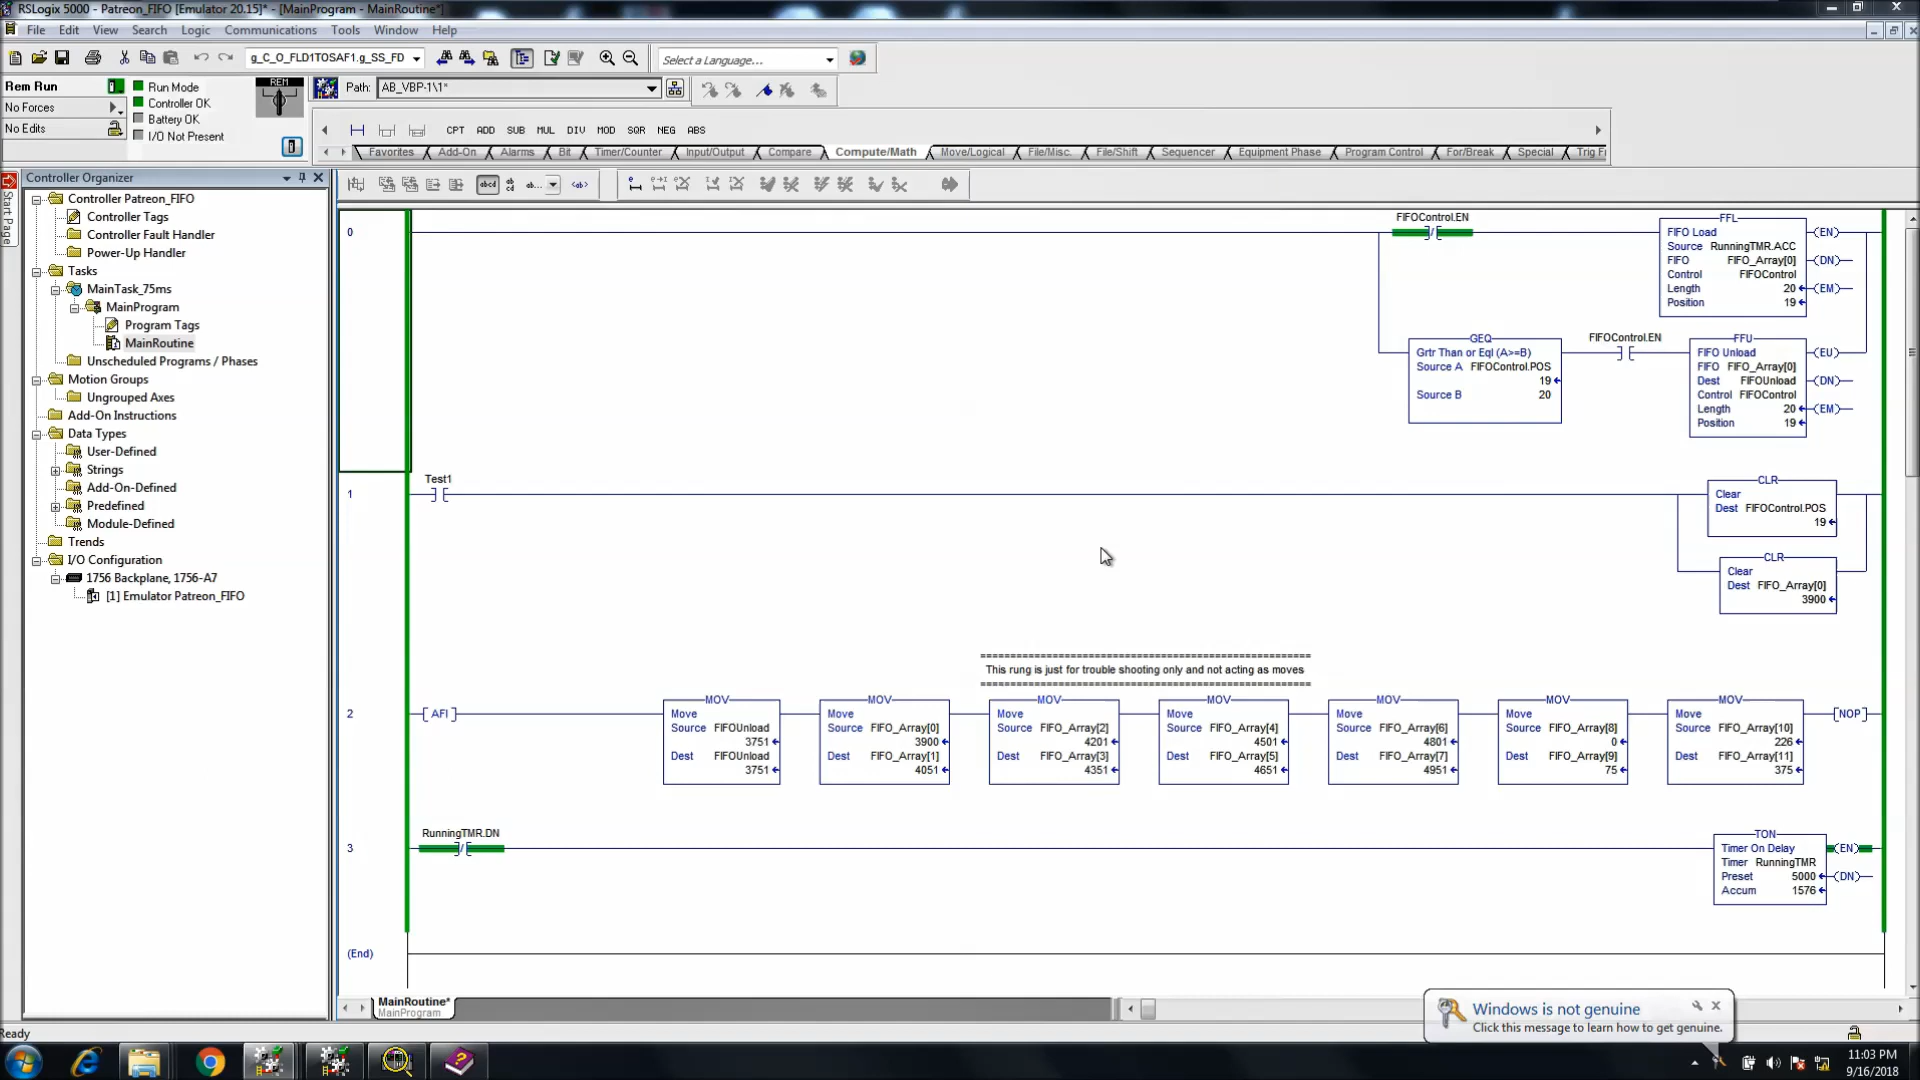 RSLogix 5000 - Patreon_FIFO [Emulator 20.15]* - [MainProgram - MainRoutine*]
File Edit View Search Logic Communications Tools Window Help
g_C_O_FLD1TOSAF1.g_SS_FD
Select a Language...
Rem Run
No Forces
No Edits
Run Mode
Controller OK
Battery OK
I/O Not Present
REM
Path: AB_VBP-1\1*
CPT ADD SUB MUL DIV MOD SQR NEG ABS
Favorites Add-On Alarms Bit Timer/Counter Input/Output Compare Compute/Math Move/Logical File/Misc. File/Shift Sequencer Equipment Phase Program Control For/Break Special Trig F
Start Page
Controller Organizer
Controller Patreon_FIFO
Controller Tags
Controller Fault Handler
Power-Up Handler
Tasks
MainTask_75ms
MainProgram
Program Tags
MainRoutine
Unscheduled Programs / Phases
Motion Groups
Ungrouped Axes
Add-On Instructions
Data Types
User-Defined
Strings
Add-On-Defined
Predefined
Module-Defined
Trends
I/O Configuration
1756 Backplane, 1756-A7
[1] Emulator Patreon_FIFO
0
FIFOControl.EN
FFL
FIFO Load
Source RunningTMR.ACC
FIFO FIFO_Array[0]
Control FIFOControl
Length 20
Position 19
(EN)
(DN)
(EM)
GEQ
Grtr Than or Eql (A>=B)
Source A FIFOControl.POS
19
Source B 20
FIFOControl.EN
FFU
FIFO Unload
FIFO FIFO_Array[0]
Dest FIFOUnload
Control FIFOControl
Length 20
Position 19
(EU)
(DN)
(EM)
1
Test1
CLR
Clear
Dest FIFOControl.POS
19
CLR
Clear
Dest FIFO_Array[0]
3900
=====================================================
This rung is just for trouble shooting only and not acting as moves
=====================================================
2
[AFI]
MOV
Move
Source FIFOUnload
3751
Dest FIFOUnload
3751
MOV
Move
Source FIFO_Array[0]
3900
Dest FIFO_Array[1]
4051
MOV
Move
Source FIFO_Array[2]
4201
Dest FIFO_Array[3]
4351
MOV
Move
Source FIFO_Array[4]
4501
Dest FIFO_Array[5]
4651
MOV
Move
Source FIFO_Array[6]
4801
Dest FIFO_Array[7]
4951
MOV
Move
Source FIFO_Array[8]
0
Dest FIFO_Array[9]
75
MOV
Move
Source FIFO_Array[10]
226
Dest FIFO_Array[11]
375
[NOP]
3
RunningTMR.DN
TON
Timer On Delay
Timer RunningTMR
Preset 5000
Accum 1576
(EN)
(DN)
(End)
MainRoutine*
MainProgram
Windows is not genuine
Click this message to learn how to get genuine.
Ready
11:03 PM
9/16/2018